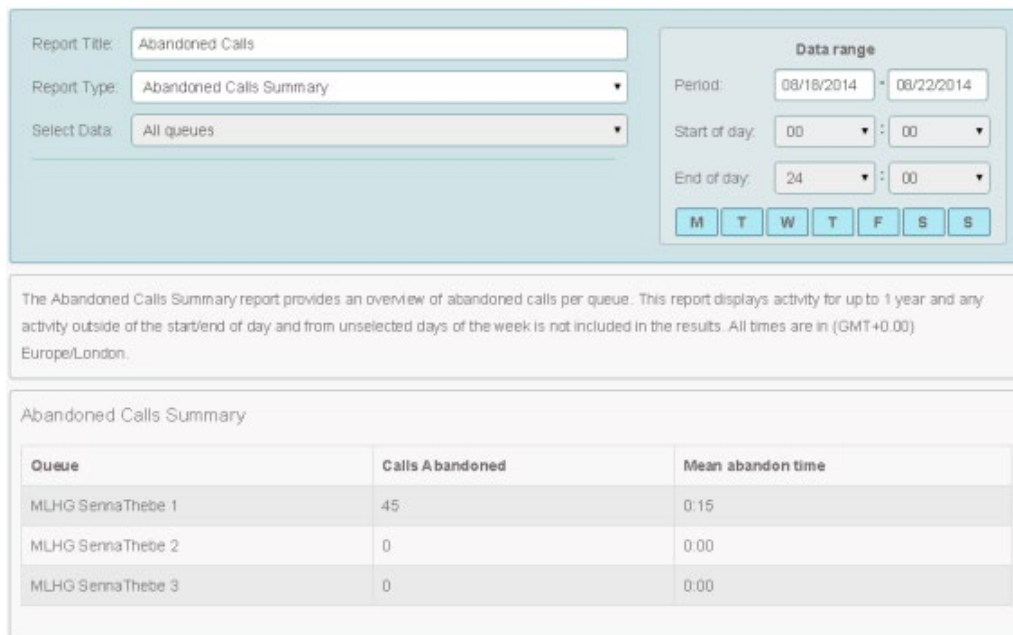 Report Title: Abandoned Calls
Report Type: Abandoned Calls Summary
Select Data: All queues
Data range
Period: 08/18/2014 - 08/22/2014
Start of day: 00 : 00
End of day: 24 : 00
M T W T F S S
The Abandoned Calls Summary report provides an overview of abandoned calls per queue. This report displays activity for up to 1 year and any
activity outside of the start/end of day and from unselected days of the week is not included in the results. All times are in (GMT+0.00)
Europe/London.
Abandoned Calls Summary
Queue Calls Abandoned Mean abandon time
MLHG SennaThebe 1 45 0:15
MLHG SennaThebe 2 0 0:00
MLHG SennaThebe 3 0 0:00